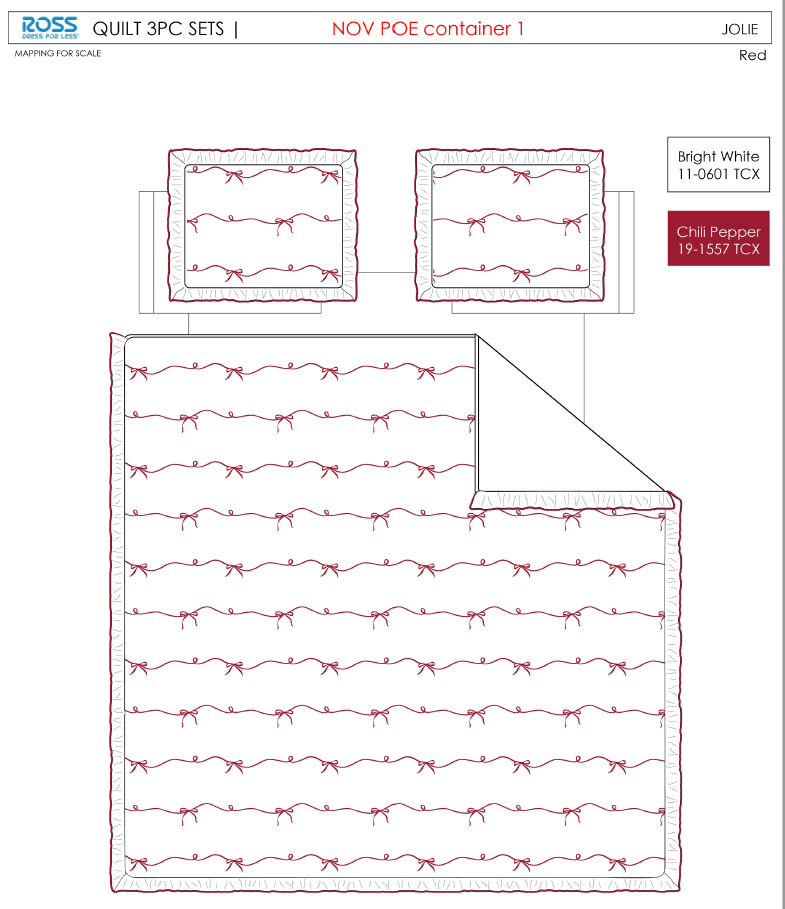 ROSS
DRESS FOR LESS®
QUILT 3PC SETS |
NOV POE container 1
JOLIE
MAPPING FOR SCALE
Red
Bright White
11-0601 TCX
Chili Pepper
19-1557 TCX